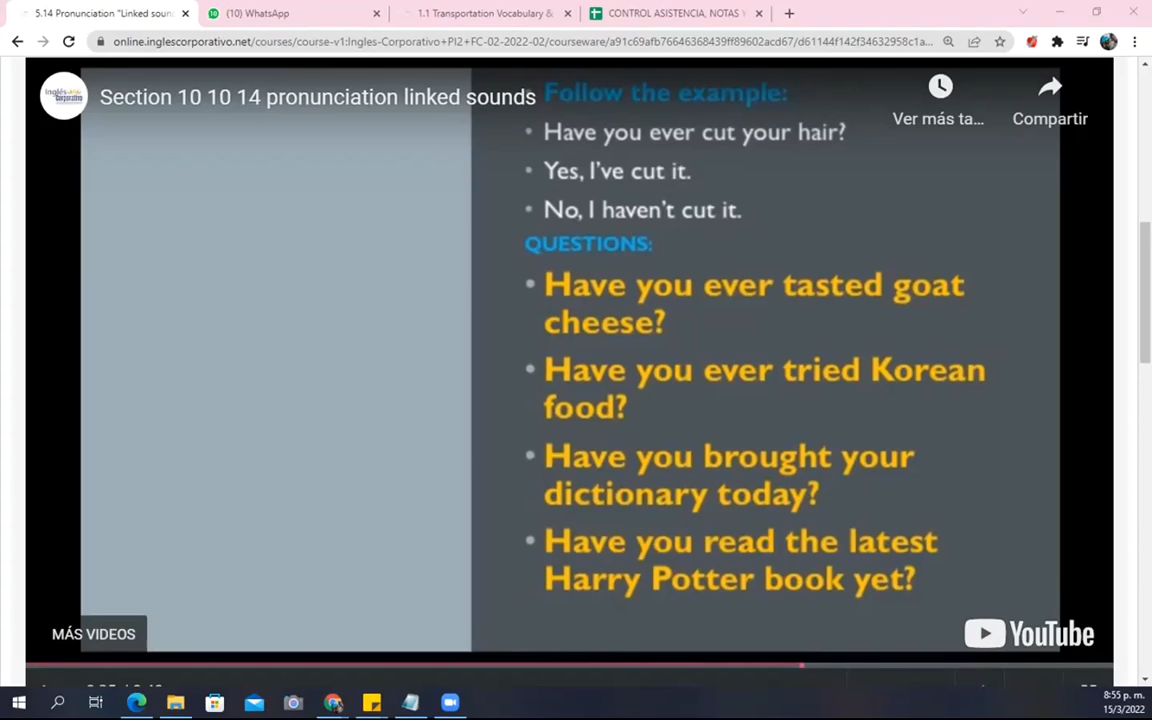 5.14 Pronunciation "Linked soun
(10) WhatsApp
1.1 Transportation Vocabulary &
CONTROL ASISTENCIA, NOTAS
online.inglescorporativo.net/courses/course-v1:Ingles-Corporativo+PI2+FC-02-2022-02/courseware/a91c69afb76646368439ff89602acd67/d61144f142f34632958c1a...
Inglés
Corporativo
Section 10 10 14 pronunciation linked sounds
Ver más ta...
Compartir
Follow the example:
• Have you ever cut your hair?
• Yes, I've cut it.
• No, I haven't cut it.
QUESTIONS:
• Have you ever tasted goat
cheese?
• Have you ever tried Korean
food?
• Have you brought your
dictionary today?
• Have you read the latest
Harry Potter book yet?
MÁS VIDEOS
YouTube
8:55 p. m.
15/3/2022